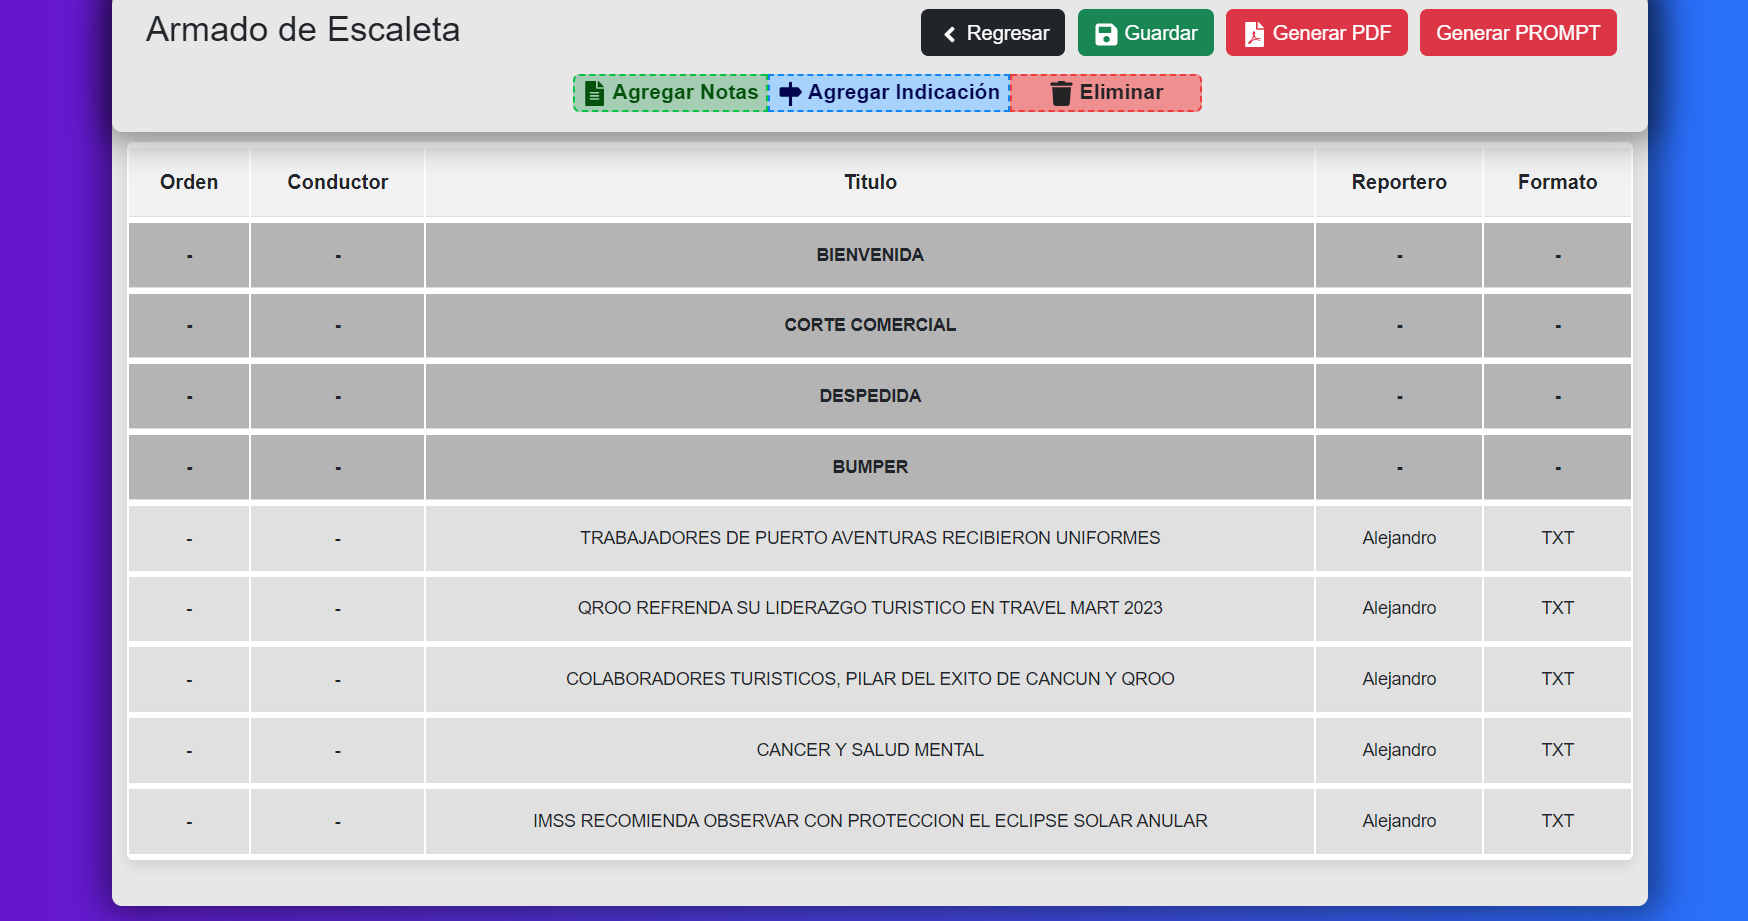 Armado de Escaleta
Regresar
Guardar
Generar PDF
Generar PROMPT
Agregar Notas
Agregar Indicación
Eliminar
Orden Conductor Titulo Reportero Formato
- - BIENVENIDA - -
- - CORTE COMERCIAL - -
- - DESPEDIDA - -
- - BUMPER - -
- - TRABAJADORES DE PUERTO AVENTURAS RECIBIERON UNIFORMES Alejandro TXT
- - QROO REFRENDA SU LIDERAZGO TURISTICO EN TRAVEL MART 2023 Alejandro TXT
- - COLABORADORES TURISTICOS, PILAR DEL EXITO DE CANCUN Y QROO Alejandro TXT
- - CANCER Y SALUD MENTAL Alejandro TXT
- - IMSS RECOMIENDA OBSERVAR CON PROTECCION EL ECLIPSE SOLAR ANULAR Alejandro TXT